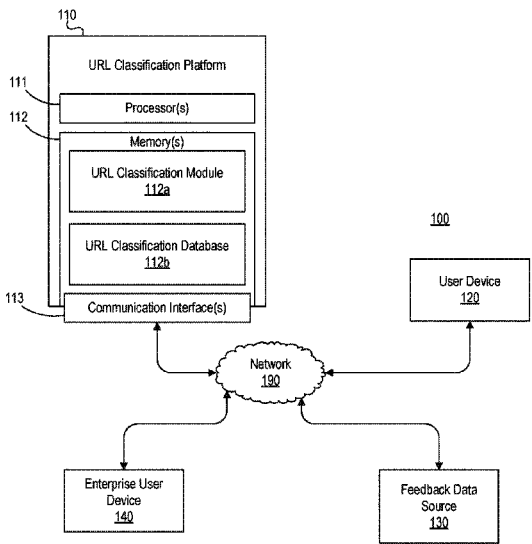 110
URL Classification Platform
111
Processor(s)
112
Memory(s)
URL Classification Module
112a
URL Classification Database
112b
113
Communication Interface(s)
100
User Device
120
Network
190
Enterprise User
Device
140
Feedback Data
Source
130